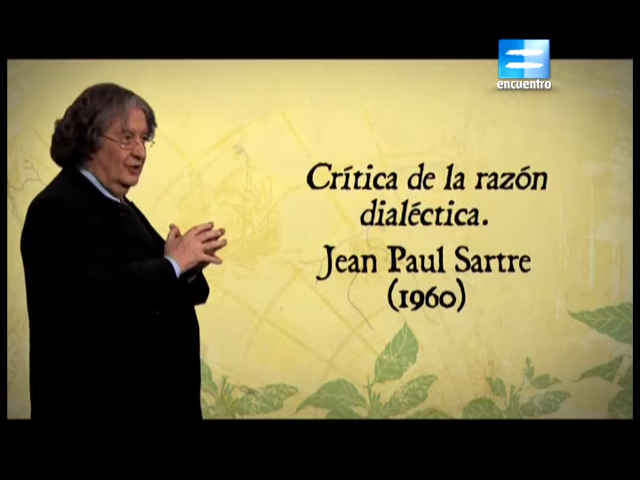 encuentro
Crítica de la razón
dialéctica.
Jean Paul Sartre
(1960)